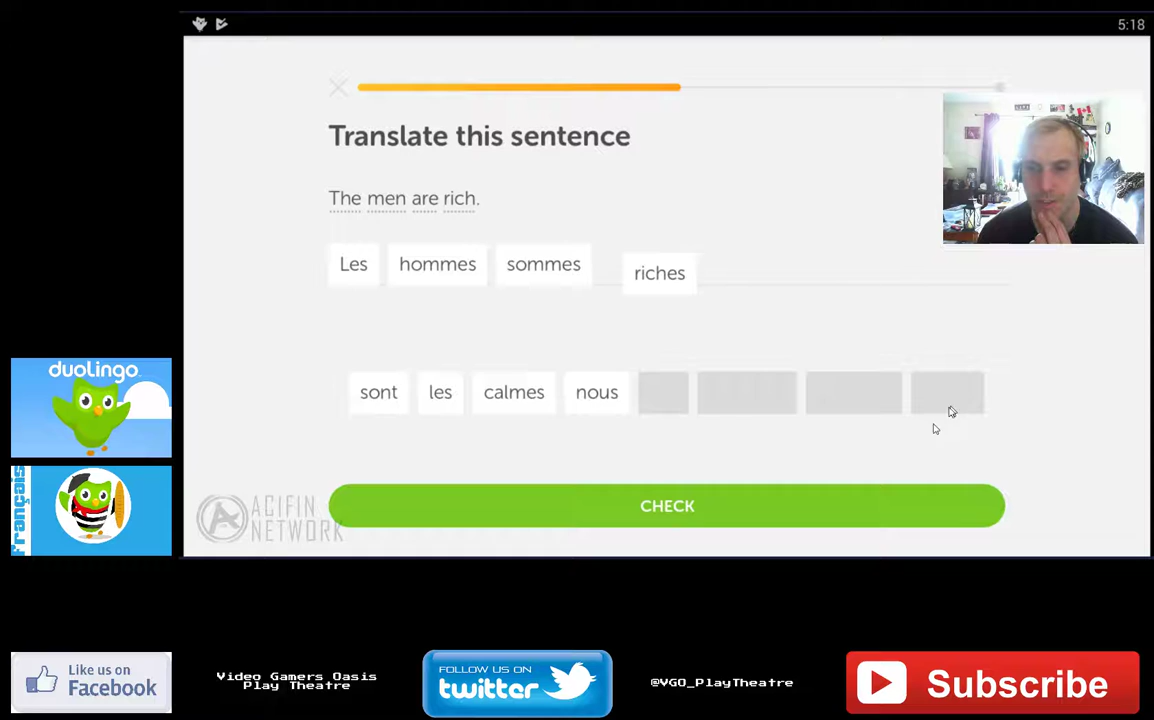 5:18
Translate this sentence
The men are rich.
Les hommes sommes riches
sont les calmes nous
CHECK
ACIFIN
NETWORK
duolingo
français
Like us on
Facebook
Video Gamers Oasis
Play Theatre
FOLLOW US ON
twitter
@VGO_PlayTheatre
Subscribe